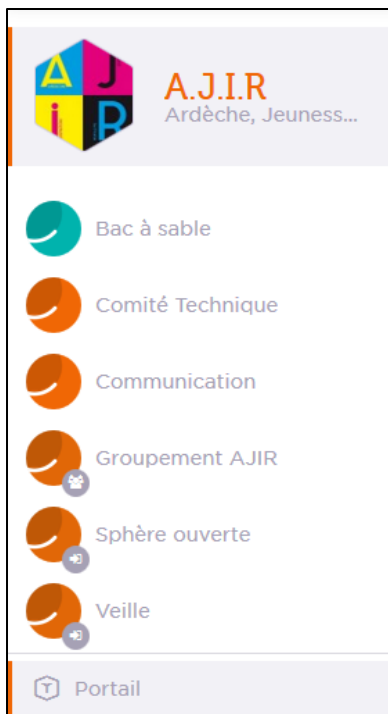 A J
i R
A.J.I.R
Ardèche, Jeuness...
Bac à sable
Comité Technique
Communication
Groupement AJIR
Sphère ouverte
Veille
Portail